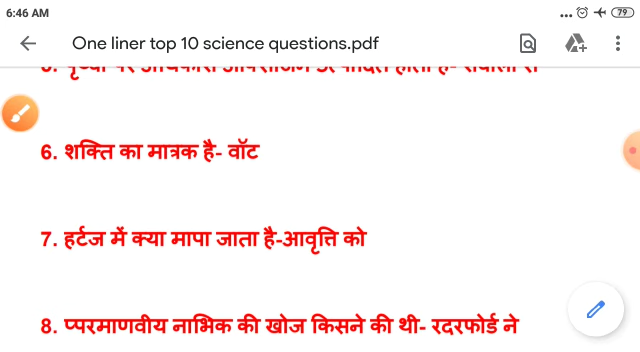 6:46 AM
... 79
One liner top 10 science questions.pdf
6. शक्ति का मात्रक है- वॉट
7. हर्टज में क्या मापा जाता है-आवृत्ति को
8. प्परमाणवीय नाभिक की खोज किसने की थी- रदरफोर्ड ने